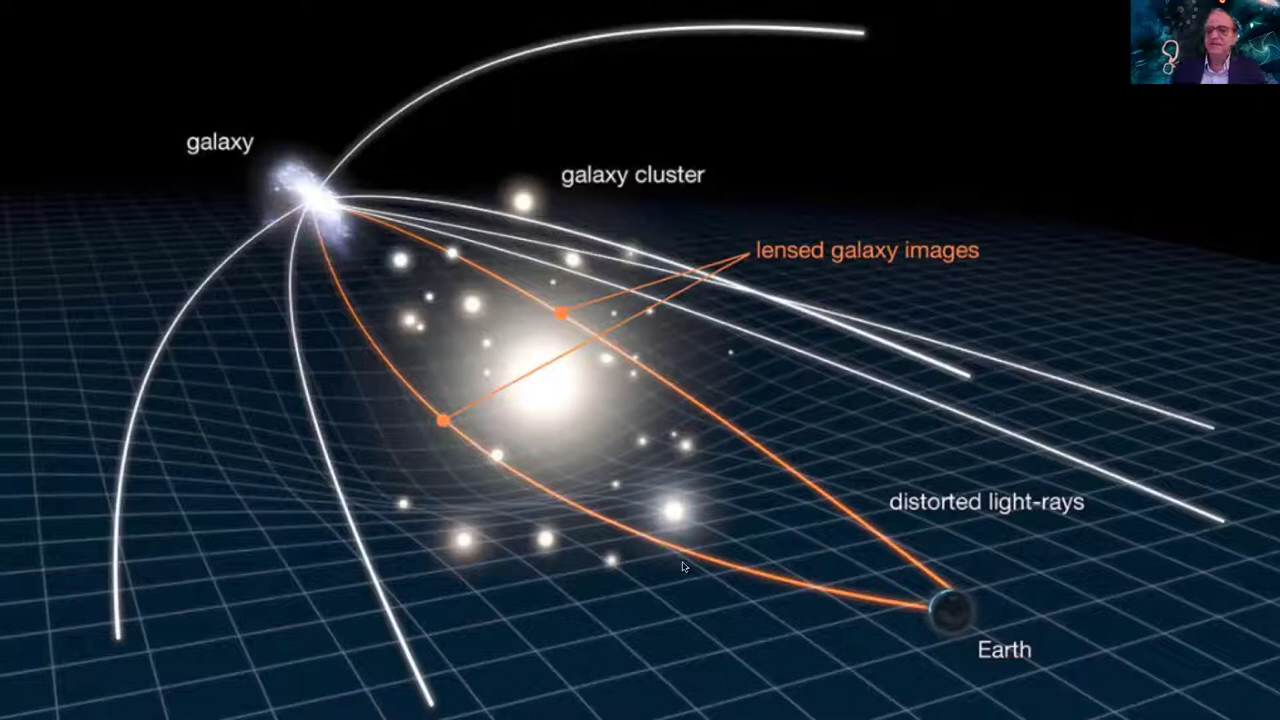 galaxy
galaxy cluster
lensed galaxy images
distorted light-rays
Earth